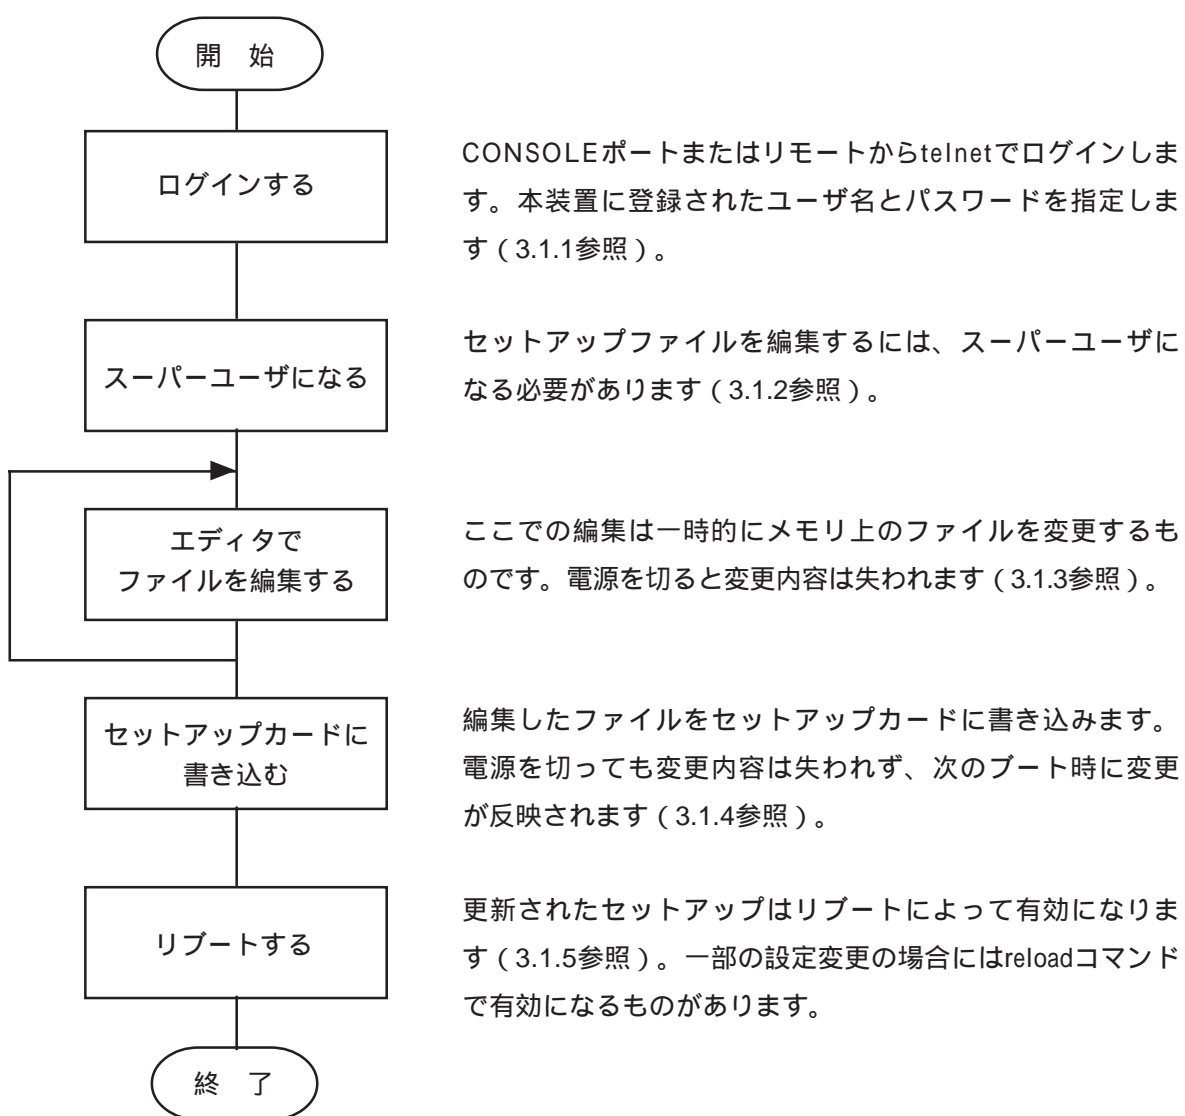 開　始
ログインする
CONSOLEポートまたはリモートからtelnetでログインしま
す。本装置に登録されたユーザ名とパスワードを指定しま
す（3.1.1参照）。
スーパーユーザになる
セットアップファイルを編集するには、スーパーユーザに
なる必要があります（3.1.2参照）。
エディタで
ファイルを編集する
ここでの編集は一時的にメモリ上のファイルを変更するも
のです。電源を切ると変更内容は失われます（3.1.3参照）。
セットアップカードに
書き込む
編集したファイルをセットアップカードに書き込みます。
電源を切っても変更内容は失われず、次のブート時に変更
が反映されます（3.1.4参照）。
リブートする
更新されたセットアップはリブートによって有効になりま
す（3.1.5参照）。一部の設定変更の場合にはreloadコマンド
で有効になるものがあります。
終　了